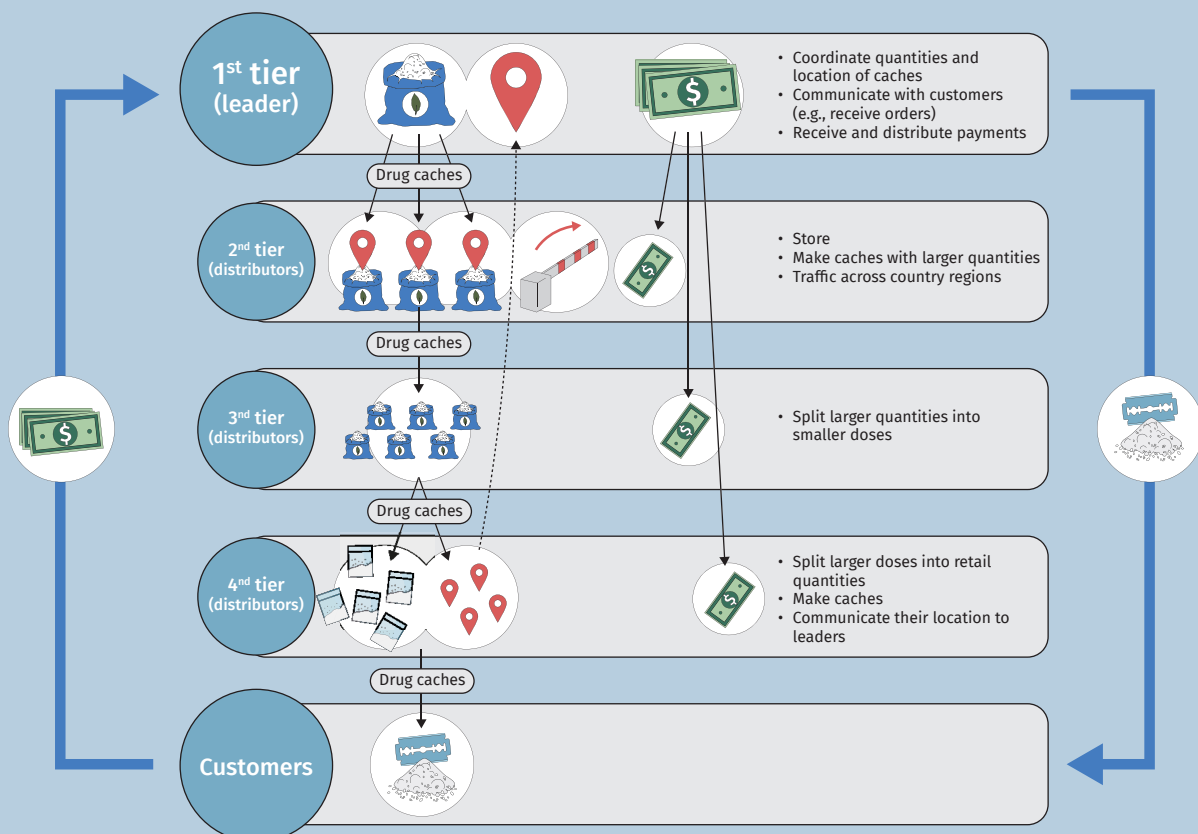 1st tier
(leader)
• Coordinate quantities and
location of caches
• Communicate with customers
(e.g., receive orders)
• Receive and distribute payments
$
Drug caches
2nd tier
(distributors)
$
• Store
• Make caches with larger quantities
• Traffic across country regions
Drug caches
3nd tier
(distributors)
$
• Split larger quantities into
smaller doses
$
Drug caches
4nd tier
(distributors)
$
• Split larger doses into retail
quantities
• Make caches
• Communicate their location to
leaders
Drug caches
Customers